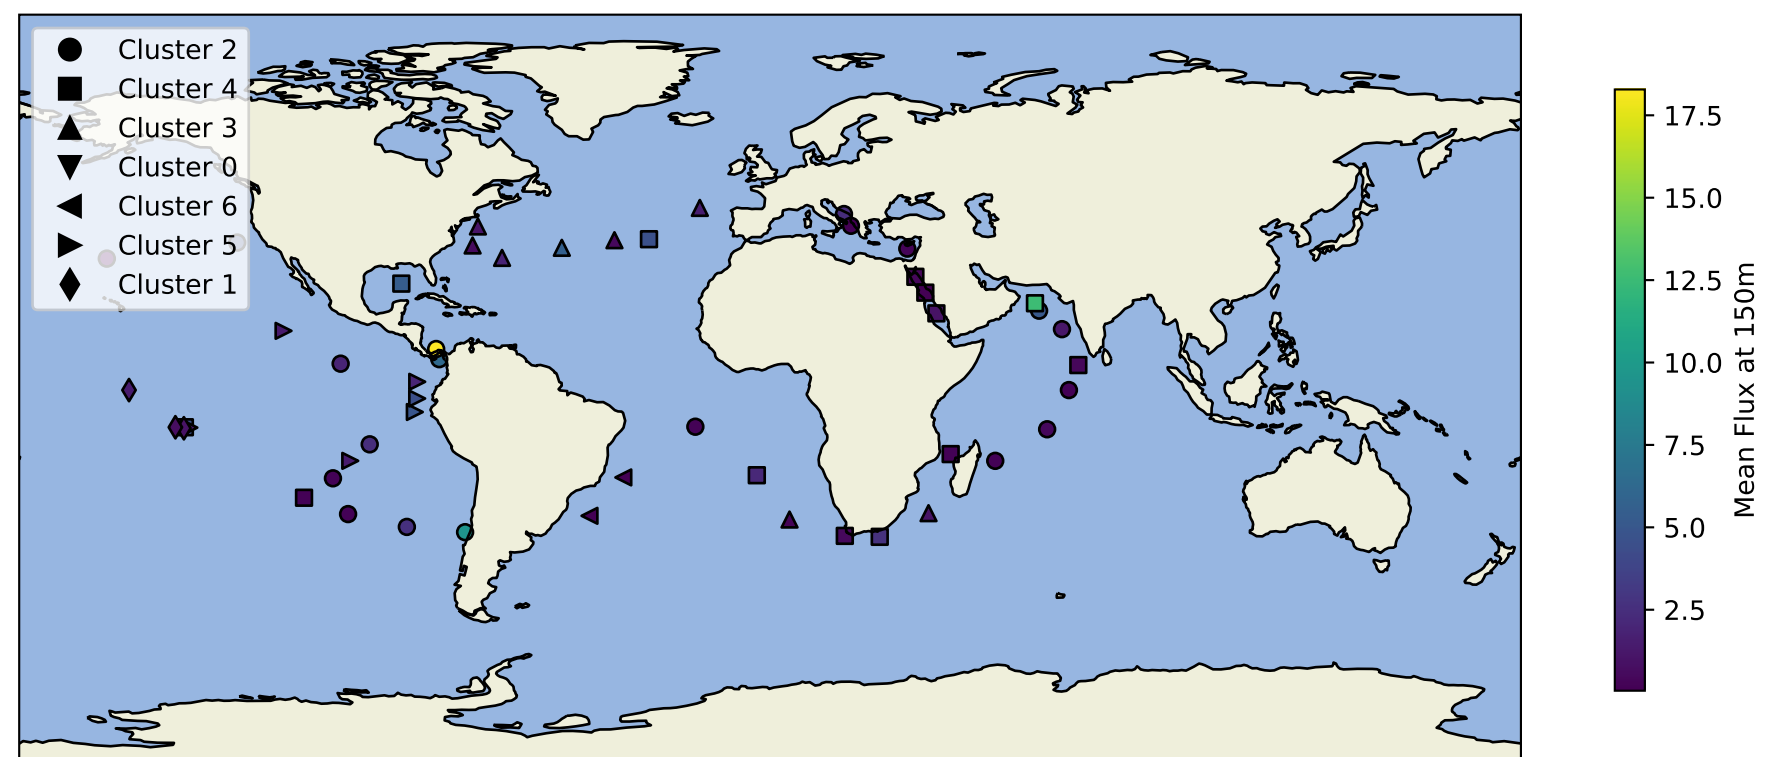 Cluster 2
Cluster 4
Cluster 3
Cluster 0
Cluster 6
Cluster 5
Cluster 1
17.5
15.0
12.5
10.0
7.5
5.0
2.5
Mean Flux at 150m